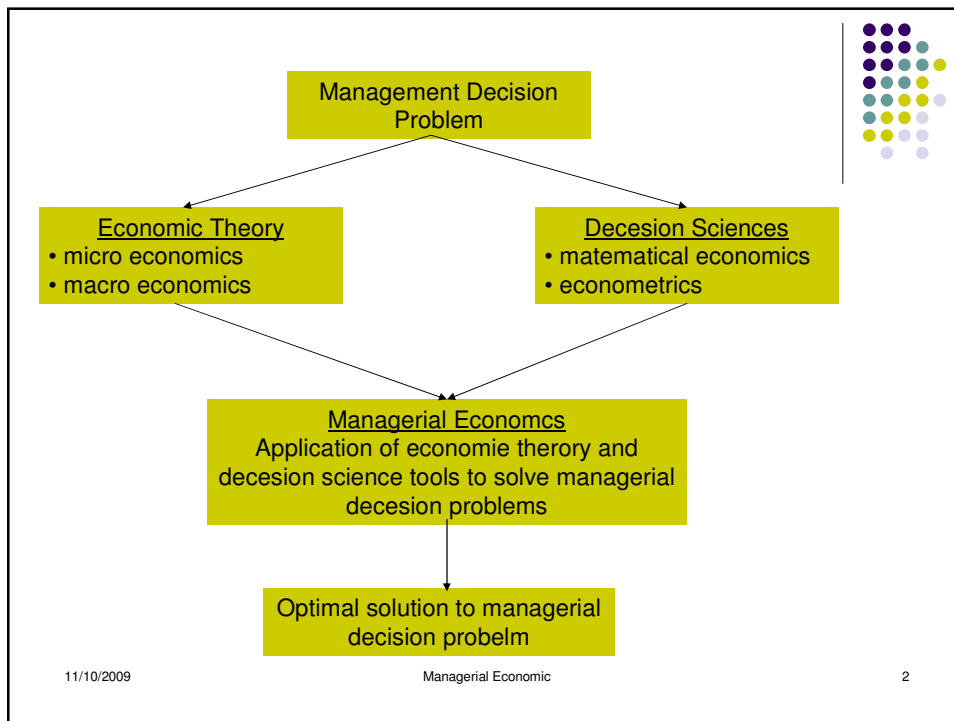 Management Decision
Problem
Economic Theory
• micro economics
• macro economics
Decesion Sciences
• matematical economics
• econometrics
Managerial Economcs
Application of economie therory and
decesion science tools to solve managerial
decesion problems
Optimal solution to managerial
decision probelm
11/10/2009
Managerial Economic
2